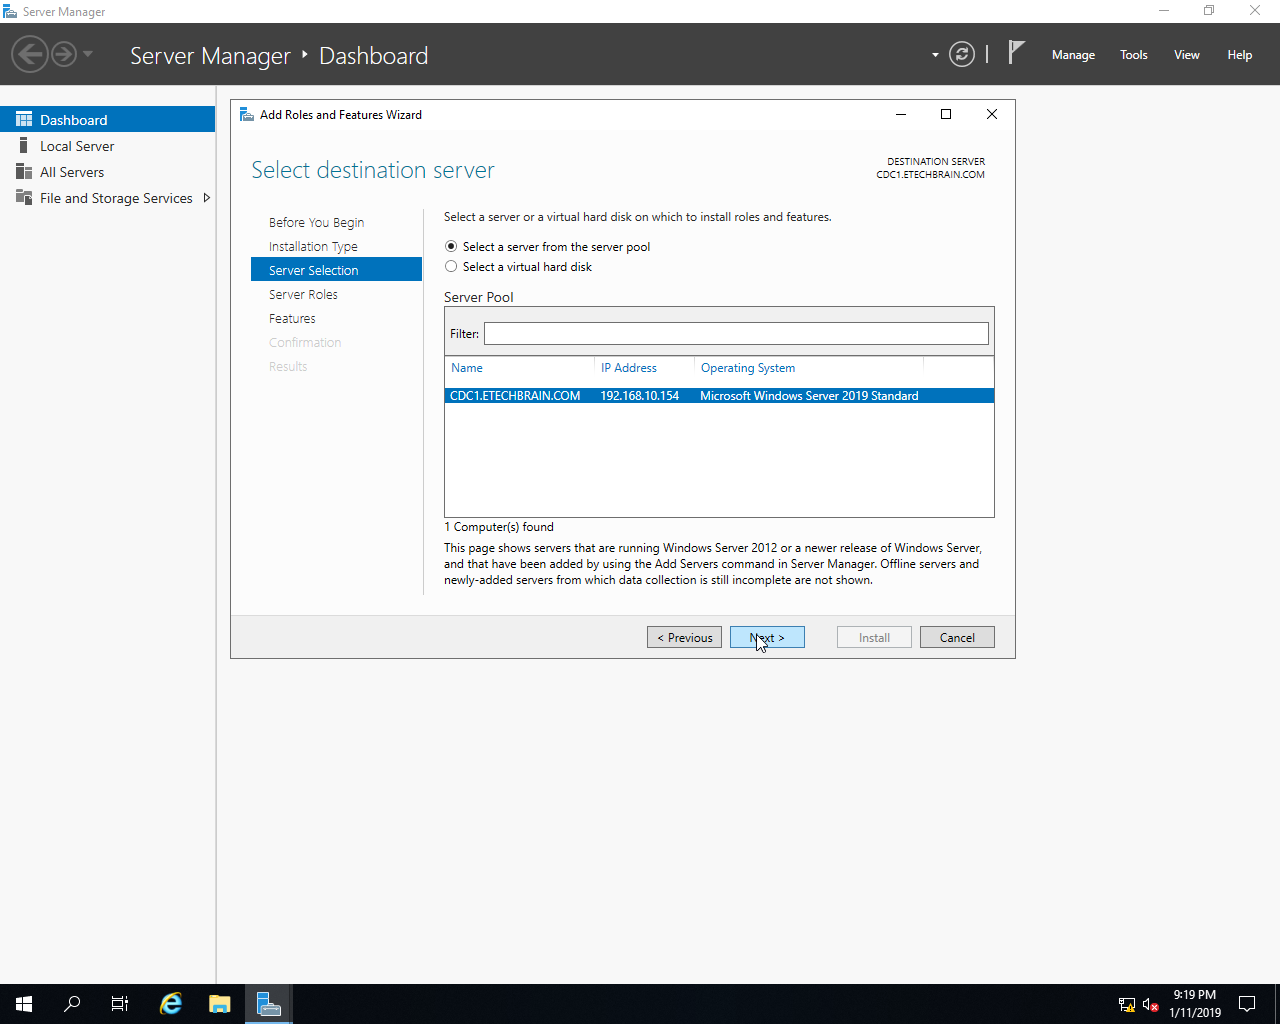 Server Manager
Server Manager Dashboard
Manage Tools View Help
Dashboard
Local Server
All Servers
File and Storage Services
Add Roles and Features Wizard
Select destination server
DESTINATION SERVER
CDC1.ETECHBRAIN.COM
Before You Begin
Installation Type
Server Selection
Server Roles
Features
Confirmation
Results
Select a server or a virtual hard disk on which to install roles and features.
Select a server from the server pool
Select a virtual hard disk
Server Pool
Filter:
Name IP Address Operating System
CDC1.ETECHBRAIN.COM 192.168.10.154 Microsoft Windows Server 2019 Standard
1 Computer(s) found
This page shows servers that are running Windows Server 2012 or a newer release of Windows Server,
and that have been added by using the Add Servers command in Server Manager. Offline servers and
newly-added servers from which data collection is still incomplete are not shown.
< Previous Next > Install Cancel
9:19 PM
1/11/2019